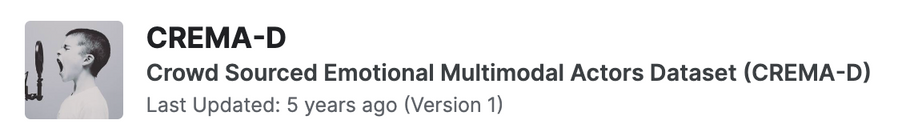 CREMA-D
Crowd Sourced Emotional Multimodal Actors Dataset (CREMA-D)
Last Updated: 5 years ago (Version 1)